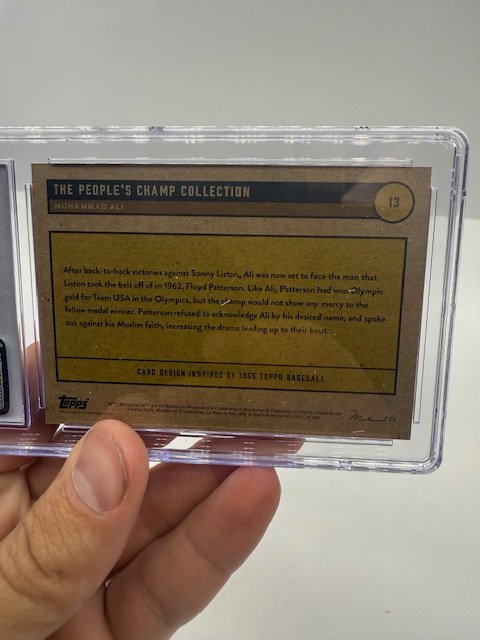 THE PEOPLE'S CHAMP COLLECTION
MUHAMMAD ALI
13
After back-to-back victories against Sonny Liston, Ali was now set to face the man that
Liston took the belt off of in 1962, Floyd Patterson. Like Ali, Patterson had won Olympic
gold for Team USA in the Olympics, but the champ would not show any mercy to the
fellow medal winner. Patterson refused to acknowledge Ali by his desired name, and spoke
out against his Muslim faith, increasing the drama leading up to their bout.
CARD DESIGN INSPIRED BY 1965 TOPPS BASEBALL
Topps